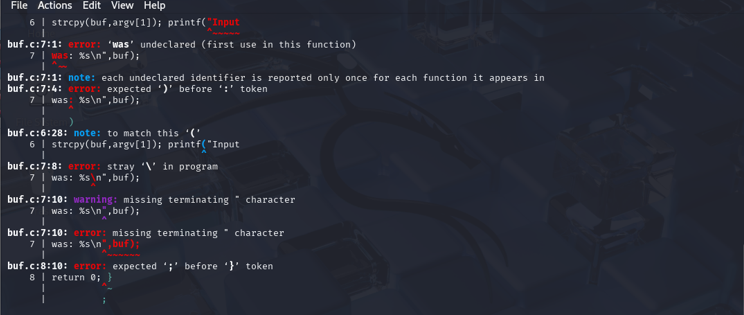 File Actions Edit View Help
6 | strcpy(buf,argv[1]); printf("Input
| ^~~~~~
buf.c:7:1: error: ‘was’ undeclared (first use in this function)
7 | was: %s\n",buf);
| ^~~
buf.c:7:1: note: each undeclared identifier is reported only once for each function it appears in
buf.c:7:4: error: expected ‘)’ before ‘:’ token
7 | was: %s\n",buf);
| ^
| )
buf.c:6:28: note: to match this ‘(’
6 | strcpy(buf,argv[1]); printf("Input
| ^
buf.c:7:8: error: stray ‘\’ in program
7 | was: %s\n",buf);
| ^
buf.c:7:10: warning: missing terminating " character
7 | was: %s\n",buf);
| ^
buf.c:7:10: error: missing terminating " character
7 | was: %s\n",buf);
| ^~~~~~~
buf.c:8:10: error: expected ‘;’ before ‘}’ token
8 | return 0; }
| ^~
| ;